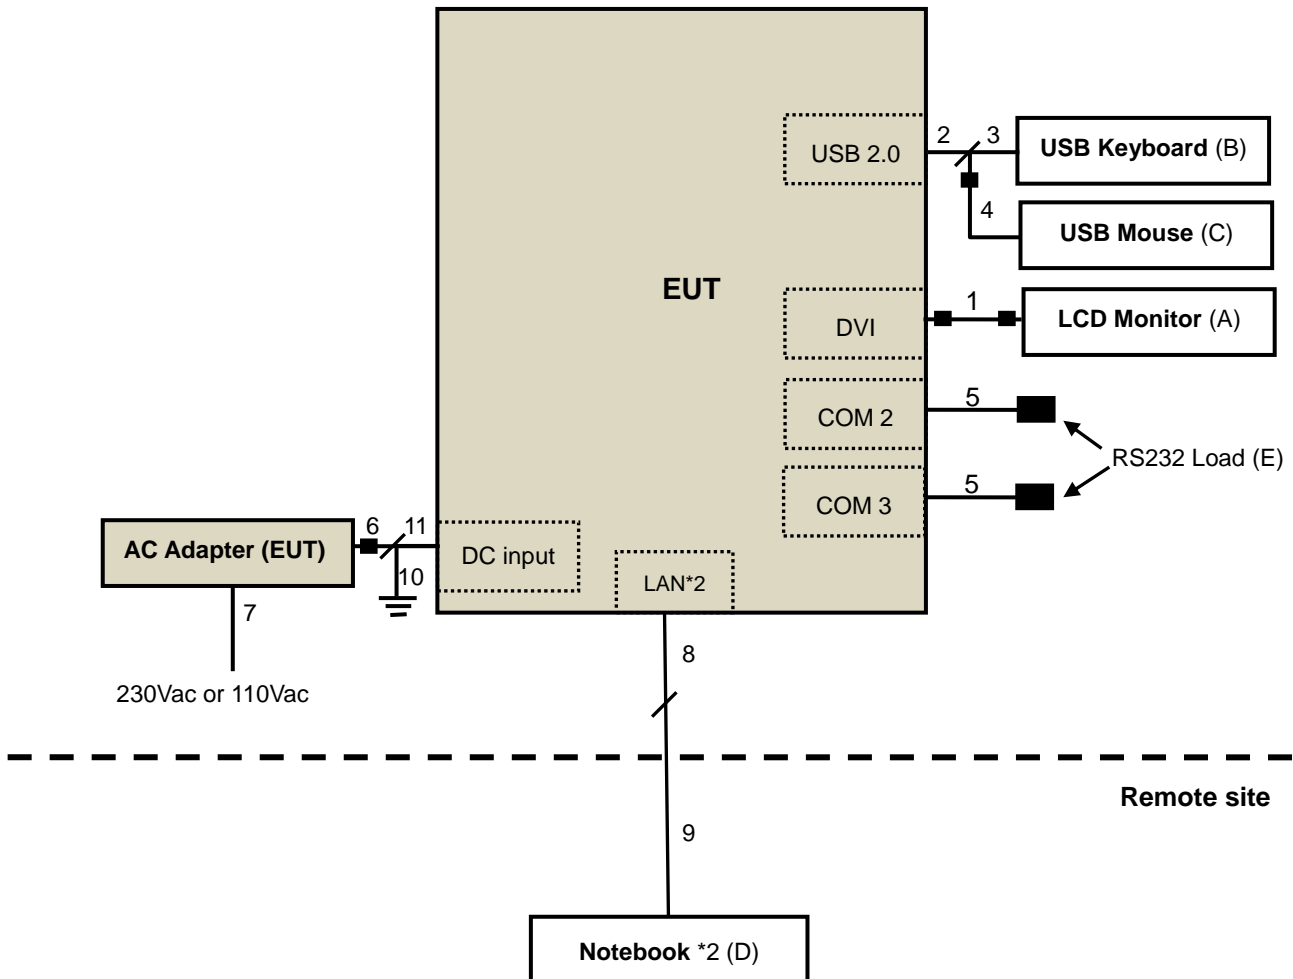 USB 2.0
2
3
USB Keyboard (B)
4
USB Mouse (C)
EUT
DVI
1
LCD Monitor (A)
COM 2
5
RS232 Load (E)
COM 3
5
AC Adapter (EUT)
6
11
DC input
10
LAN*2
7
8
230Vac or 110Vac
Remote site
9
Notebook *2 (D)